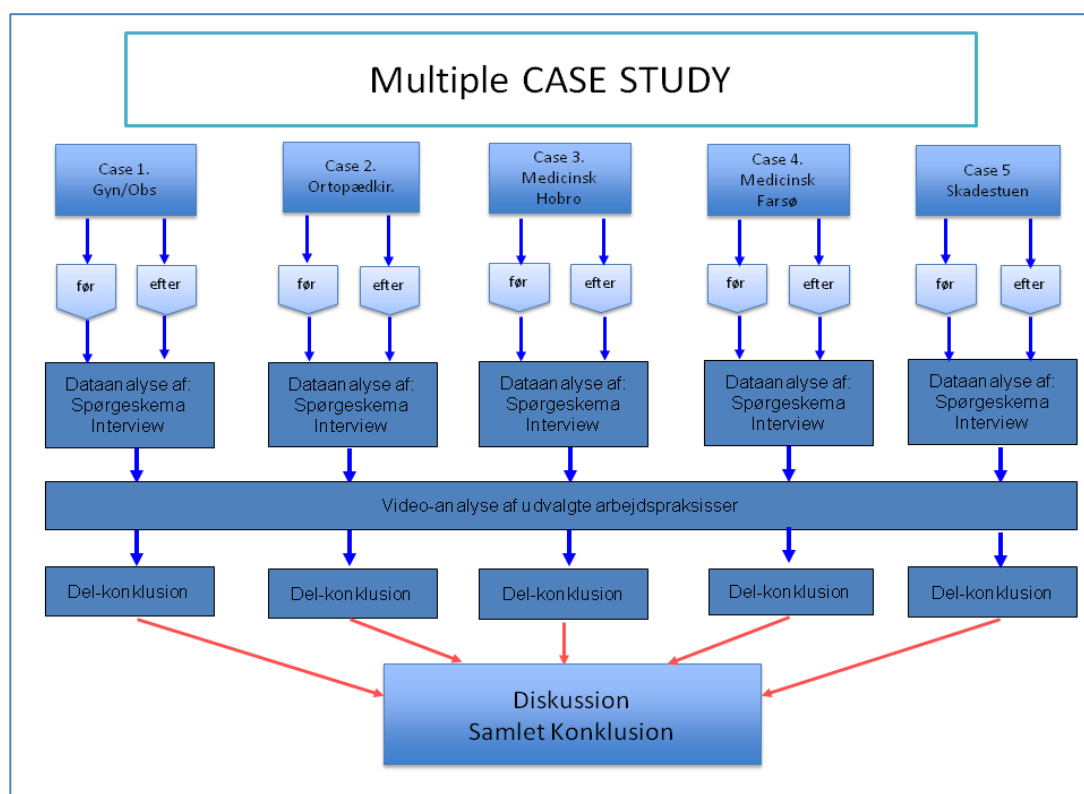 Multiple CASE STUDY
Case 1.
Gyn/Obs
Case 2.
Ortopædkir.
Case 3.
Medicinsk
Hobro
Case 4.
Medicinsk
Farsø
Case 5
Skadestuen
før
efter
før
efter
før
efter
før
efter
før
efter
Dataanalyse af:
Spørgeskema
Interview
Dataanalyse af:
Spørgeskema
Interview
Dataanalyse af:
Spørgeskema
Interview
Dataanalyse af:
Spørgeskema
Interview
Dataanalyse af:
Spørgeskema
Interview
Video-analyse af udvalgte arbejdspraksisser
Del-konklusion
Del-konklusion
Del-konklusion
Del-konklusion
Del-konklusion
Diskussion
Samlet Konklusion